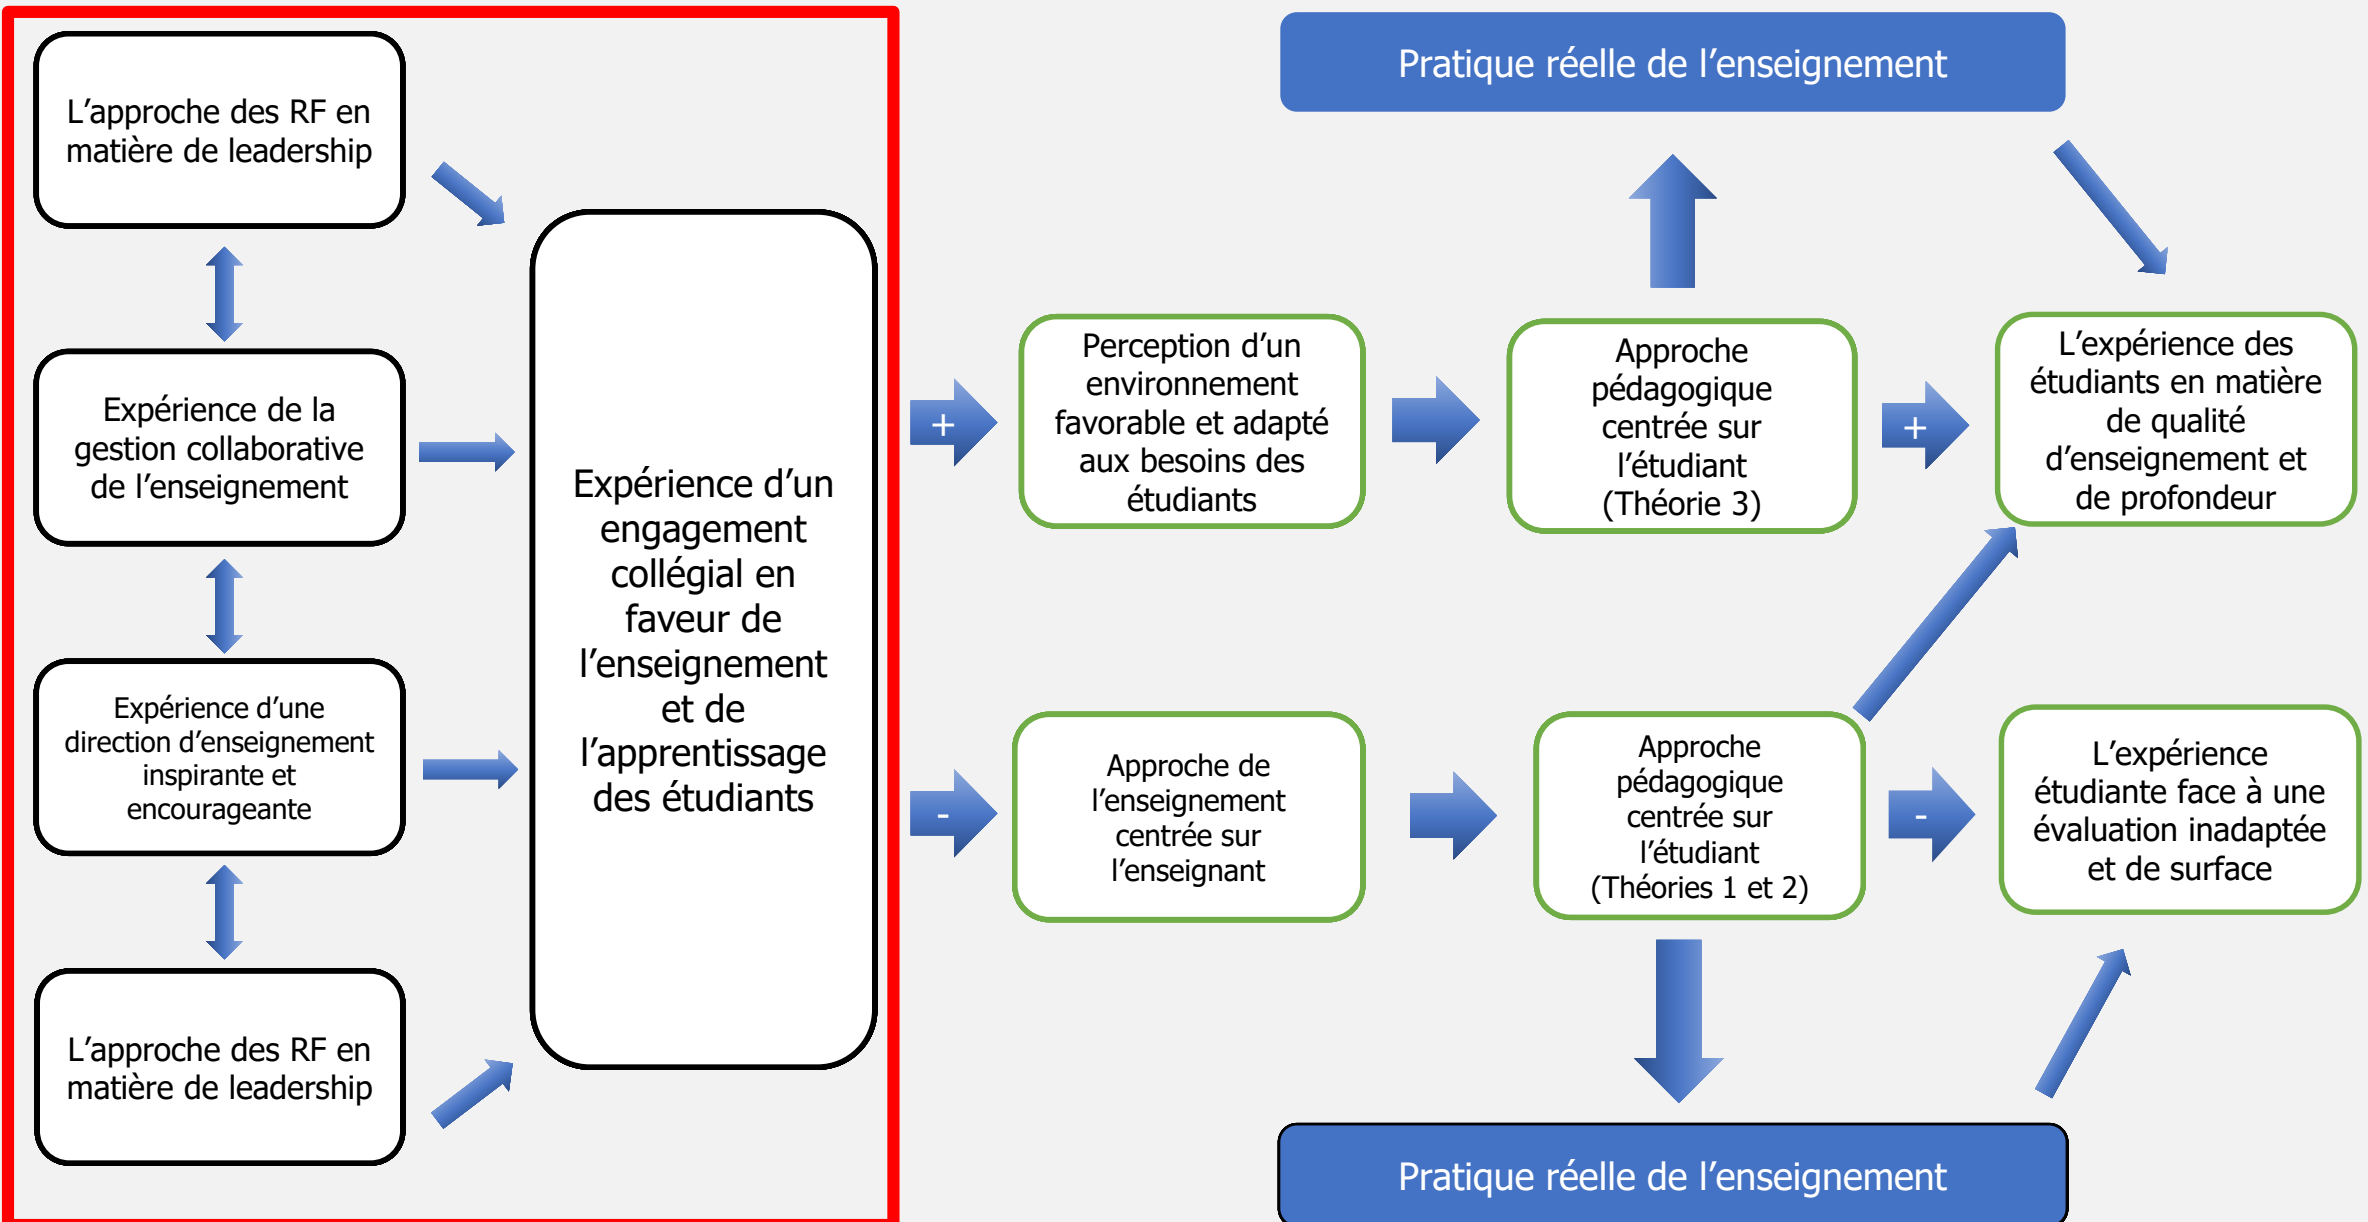 L’approche des RF en
matière de leadership
Expérience de la
gestion collaborative
de l’enseignement
Expérience d’une
direction d’enseignement
inspirante et
encourageante
L’approche des RF en
matière de leadership
Expérience d’un
engagement
collégial en
faveur de
l’enseignement
et de
l’apprentissage
des étudiants
+
-
Pratique réelle de l’enseignement
Perception d’un
environnement
favorable et adapté
aux besoins des
étudiants
Approche
pédagogique
centrée sur
l’étudiant
(Théorie 3)
+
L’expérience des
étudiants en matière
de qualité
d’enseignement et
de profondeur
Approche de
l’enseignement
centrée sur
l’enseignant
Approche
pédagogique
centrée sur
l’étudiant
(Théories 1 et 2)
-
L’expérience
étudiante face à une
évaluation inadaptée
et de surface
Pratique réelle de l’enseignement